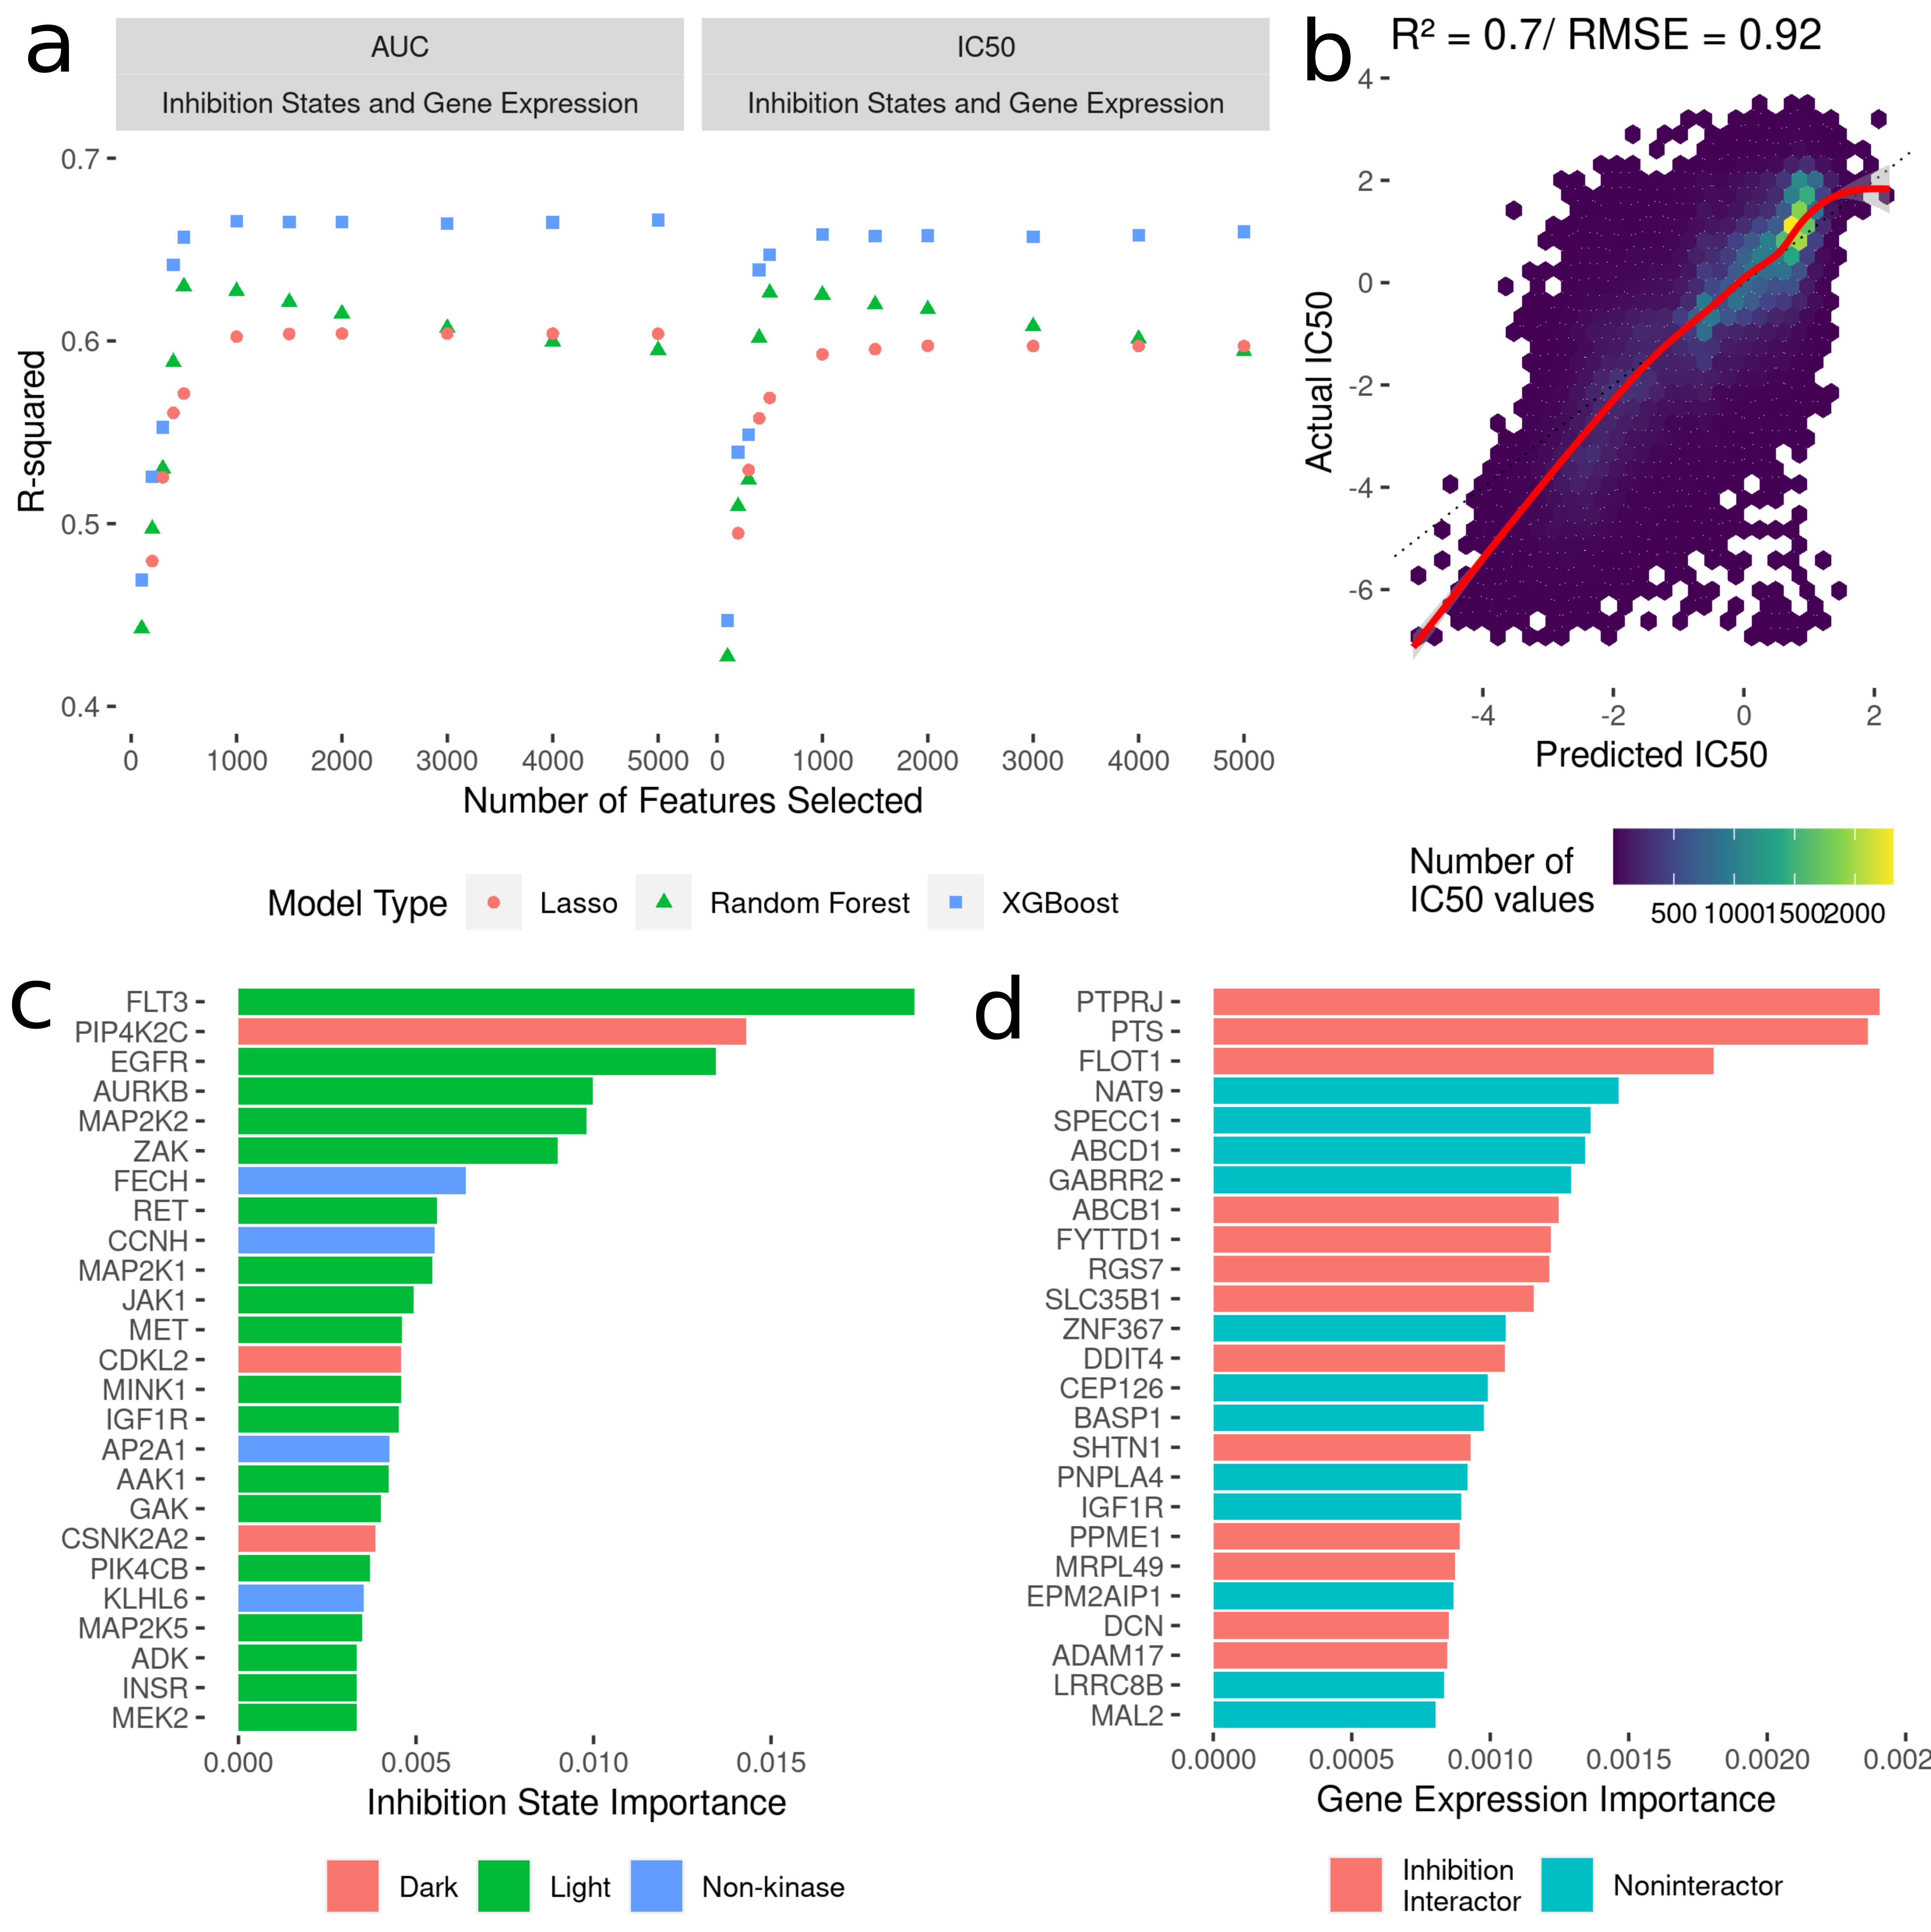 a
AUC
IC50
Inhibition States and Gene Expression
Inhibition States and Gene Expression
R-squared
0.7
0.6
0.5
0.4
0 1000 2000 3000 4000 5000
0 1000 2000 3000 4000 5000
Number of Features Selected
Model Type Lasso Random Forest XGBoost
b
R² = 0.7/ RMSE = 0.92
Actual IC50
4
2
0
-2
-4
-6
-4 -2 0 2
Predicted IC50
Number of
IC50 values
500 1000 1500 2000
c
FLT3
PIP4K2C
EGFR
AURKB
MAP2K2
ZAK
FECH
RET
CCNH
MAP2K1
JAK1
MET
CDKL2
MINK1
IGF1R
AP2A1
AAK1
GAK
CSNK2A2
PIK4CB
KLHL6
MAP2K5
ADK
INSR
MEK2
0.000 0.005 0.010 0.015
Inhibition State Importance
Dark Light Non-kinase
d
PTPRJ
PTS
FLOT1
NAT9
SPECC1
ABCD1
GABRR2
ABCB1
FYTTD1
RGS7
SLC35B1
ZNF367
DDIT4
CEP126
BASP1
SHTN1
PNPLA4
IGF1R
PPME1
MRPL49
EPM2AIP1
DCN
ADAM17
LRRC8B
MAL2
0.0000 0.0005 0.0010 0.0015 0.0020 0.002
Gene Expression Importance
Inhibition
Interactor
Noninteractor